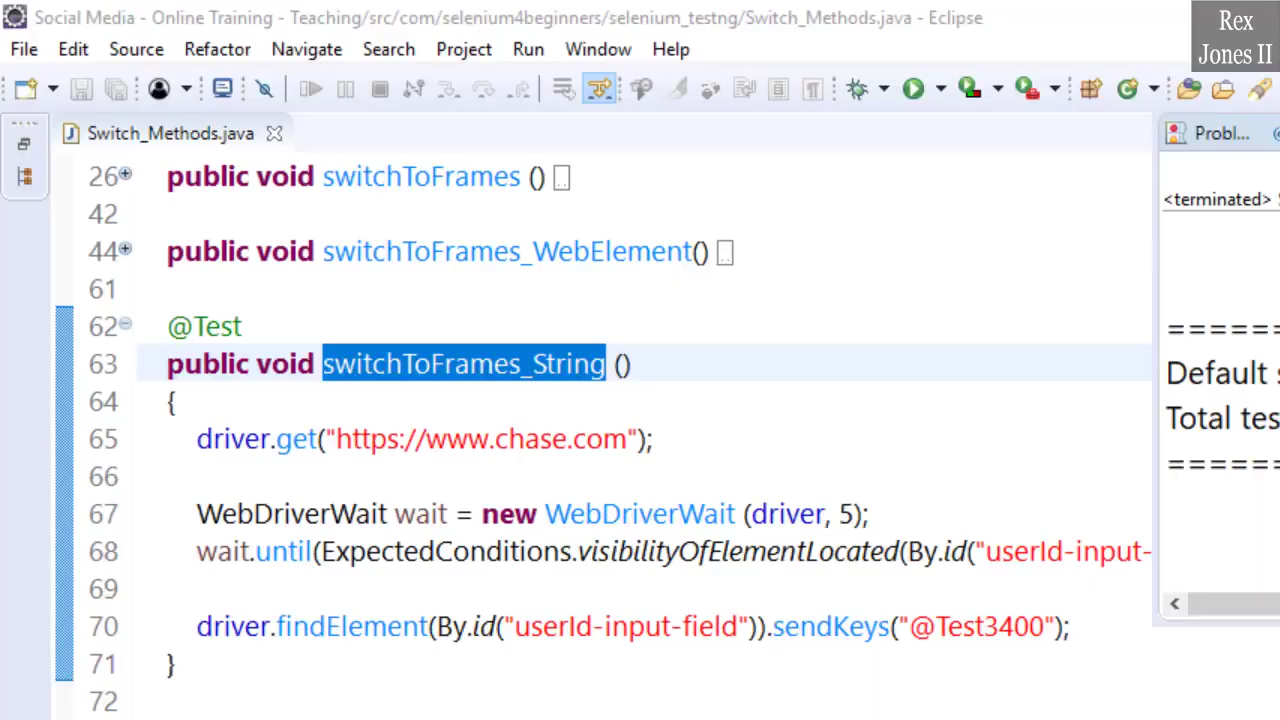 Social Media - Online Training - Teaching/src/com/selenium4beginners/selenium_testng/Switch_Methods.java - Eclipse
Rex
Jones II
File Edit Source Refactor Navigate Search Run Project Run Window Help
Switch_Methods.java
Probl...
<terminated>
26 public void switchToFrames ()
42
44 public void switchToFrames_WebElement()
61
62 @Test
63 public void switchToFrames_String ()
64 {
65 driver.get("https://www.chase.com");
66
67 WebDriverWait wait = new WebDriverWait (driver, 5);
68 wait.until(ExpectedConditions.visibilityOfElementLocated(By.id("userId-input-
69
70 driver.findElement(By.id("userId-input-field")).sendKeys("@Test3400");
71 }
72
=======
Default s
Total tes
=======